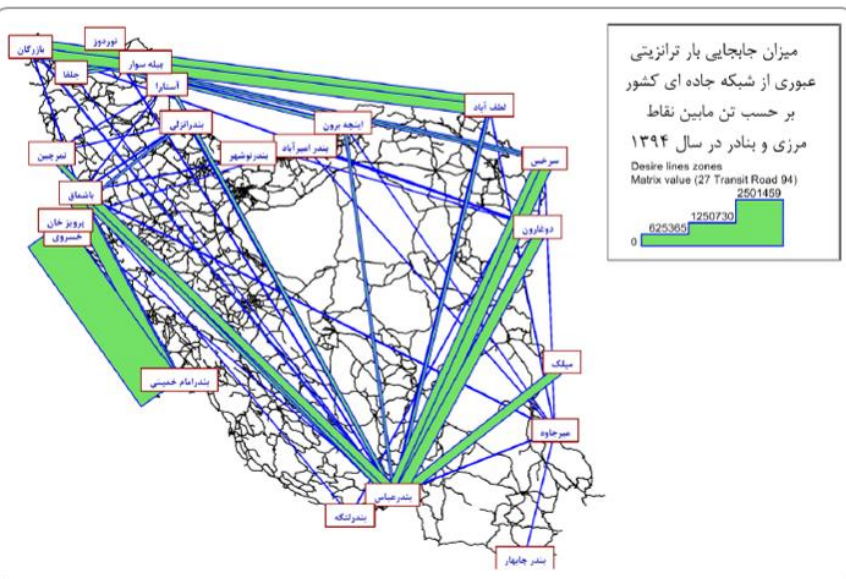 میزان جابجایی بار ترانزیتی
عبوری از شبکه جاده ای کشور
بر حسب تن مابین نقاط
مرزی و بنادر در سال ۱۳۹۴
Desire lines zones
Matrix value (27 Transit Road 94)
2501459
1250730
625365
0
نوردوز
بازرگان
بیله سوار
جلفا
آستارا
لطف آباد
بندرانزلی
اینچه برون
بندر امیرآباد
بندرنوشهر
تمرچین
سرخس
باشماق
پرویز خان
خسروی
دوغارون
میلک
بندرامام خمینی
میرجاوه
بندرعباس
بندرلنگه
بندر چابهار